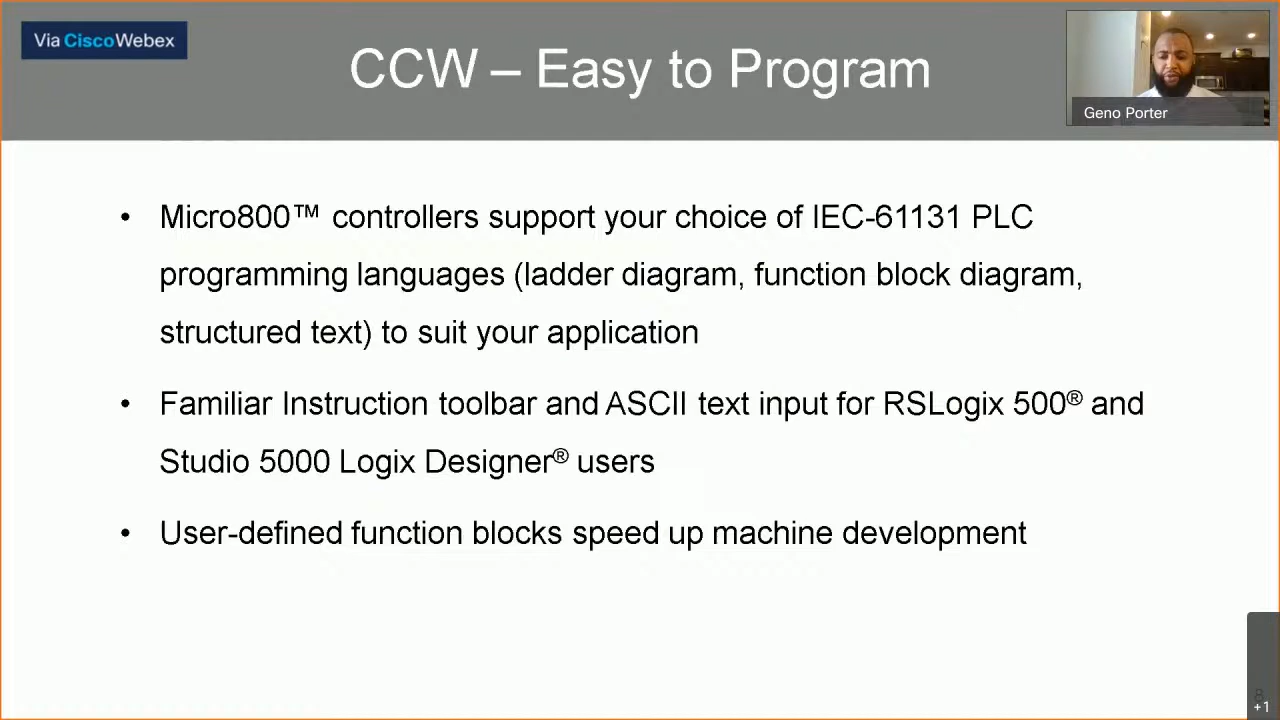 Via CiscoWebex
CCW – Easy to Program
Geno Porter
• Micro800™ controllers support your choice of IEC-61131 PLC
programming languages (ladder diagram, function block diagram,
structured text) to suit your application
• Familiar Instruction toolbar and ASCII text input for RSLogix 500® and
Studio 5000 Logix Designer® users
• User-defined function blocks speed up machine development
8
+1